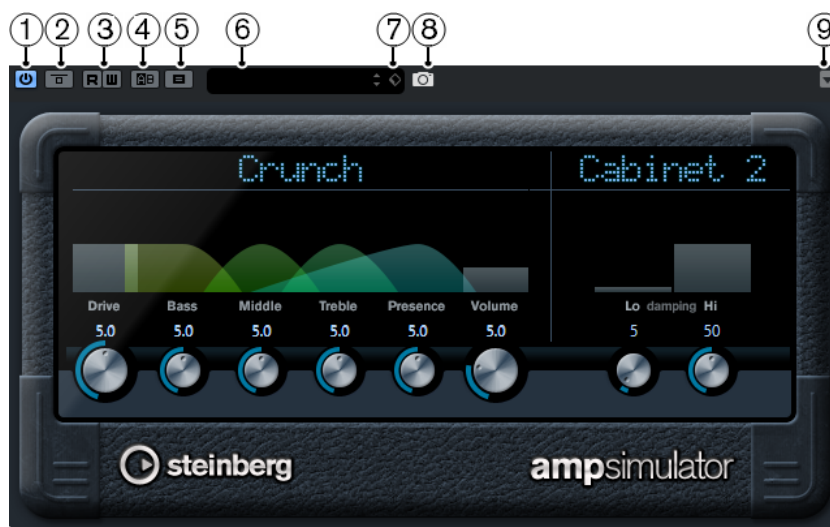 1 2 3 4 5 6 7 8 9
R W A B
Crunch Cabinet 2
Drive Bass Middle Treble Presence Volume Lo damping Hi
5.0 5.0 5.0 5.0 5.0 5.0 5 50
steinberg ampsimulator